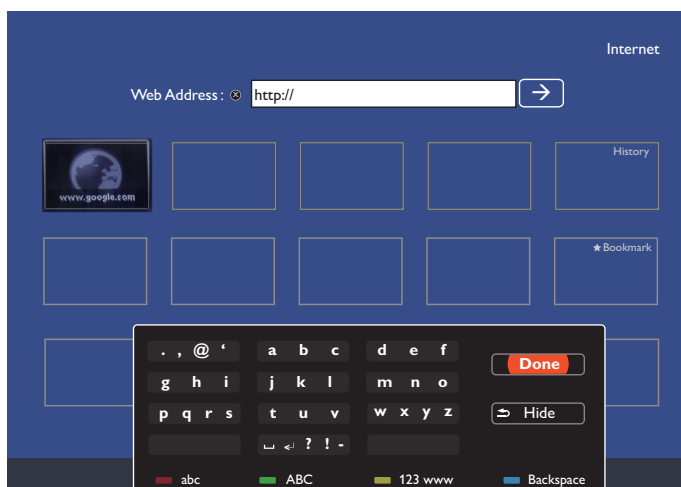 Internet
Web Address : ⓧ http:// →
www.google.com
History
★ Bookmark
. , @ ‘ a b c d e f
Done
g h i j k l m n o
p q r s t u v w x y z
Hide
␣ ↵ ? ! -
abc ABC 123 www Backspace